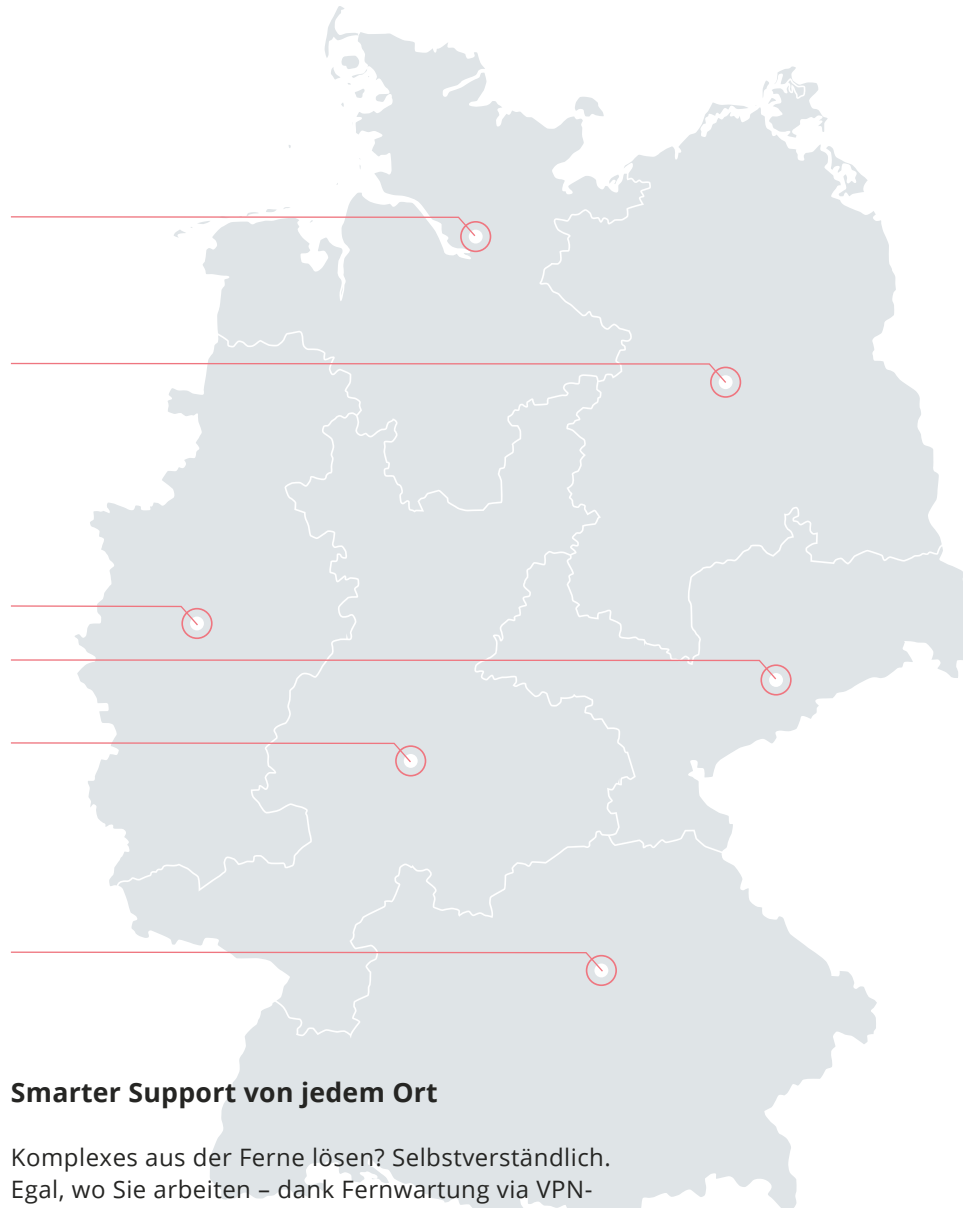 Smarter Support von jedem Ort
Komplexes aus der Ferne lösen? Selbstverständlich.
Egal, wo Sie arbeiten – dank Fernwartung via VPN-